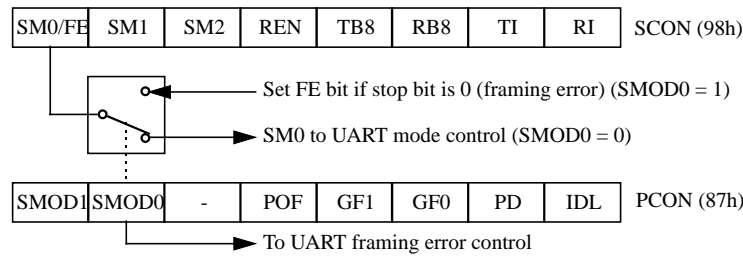 SM0/FE SM1 SM2 REN TB8 RB8 TI RI SCON (98h)
Set FE bit if stop bit is 0 (framing error) (SMOD0 = 1)
SM0 to UART mode control (SMOD0 = 0)
SMOD1 SMOD0 - POF GF1 GF0 PD IDL PCON (87h)
To UART framing error control